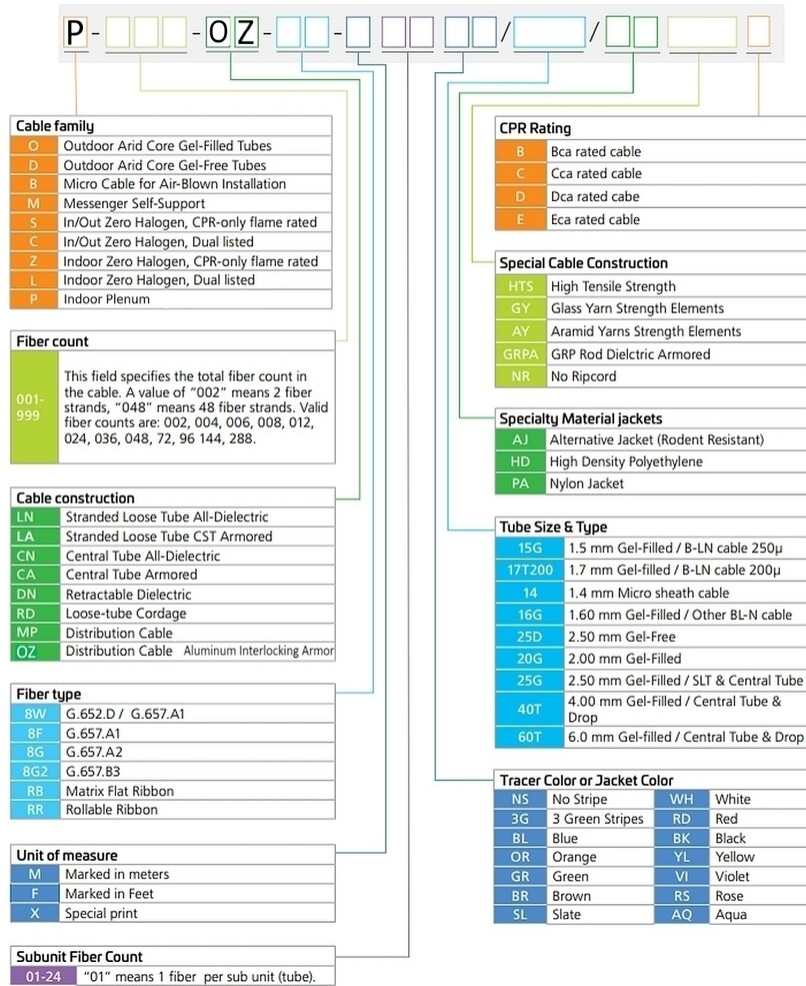 P - - OZ - - / /
Cable family
O Outdoor Arid Core Gel-Filled Tubes
D Outdoor Arid Core Gel-Free Tubes
B Micro Cable for Air-Blown Installation
M Messenger Self-Support
S In/Out Zero Halogen, CPR-only flame rated
C In/Out Zero Halogen, Dual listed
Z Indoor Zero Halogen, CPR-only flame rated
L Indoor Zero Halogen, Dual listed
P Indoor Plenum
Fiber count
001-
999
This field specifies the total fiber count in
the cable. A value of “002” means 2 fiber
strands, “048” means 48 fiber strands. Valid
fiber counts are: 002, 004, 006, 008, 012,
024, 036, 048, 72, 96 144, 288.
Cable construction
LN Stranded Loose Tube All-Dielectric
LA Stranded Loose Tube CST Armored
CN Central Tube All-Dielectric
CA Central Tube Armored
DN Retractable Dielectric
RD Loose-tube Cordage
MP Distribution Cable
OZ Distribution Cable Aluminum Interlocking Armor
Fiber type
8W G.652.D / G.657.A1
8F G.657.A1
8G G.657.A2
8G2 G.657.B3
RB Matrix Flat Ribbon
RR Rollable Ribbon
Unit of measure
M Marked in meters
F Marked in Feet
X Special print
Subunit Fiber Count
01-24 “01” means 1 fiber per sub unit (tube).
CPR Rating
B Bca rated cable
C Cca rated cable
D Dca rated cabe
E Eca rated cable
Special Cable Construction
HTS High Tensile Strength
GY Glass Yarn Strength Elements
AY Aramid Yarns Strength Elements
GRPA GRP Rod Dielctric Armored
NR No Ripcord
Specialty Material jackets
AJ Alternative Jacket (Rodent Resistant)
HD High Density Polyethylene
PA Nylon Jacket
Tube Size & Type
15G 1.5 mm Gel-Filled / B-LN cable 250µ
17T200 1.7 mm Gel-filled / B-LN cable 200µ
14 1.4 mm Micro sheath cable
16G 1.60 mm Gel-Filled / Other BL-N cable
25D 2.50 mm Gel-Free
20G 2.00 mm Gel-Filled
25G 2.50 mm Gel-Filled / SLT & Central Tube
40T 4.00 mm Gel-Filled / Central Tube &
Drop
60T 6.0 mm Gel-filled / Central Tube & Drop
Tracer Color or Jacket Color
NS No Stripe WH White
3G 3 Green Stripes RD Red
BL Blue BK Black
OR Orange YL Yellow
GR Green VI Violet
BR Brown RS Rose
SL Slate AQ Aqua